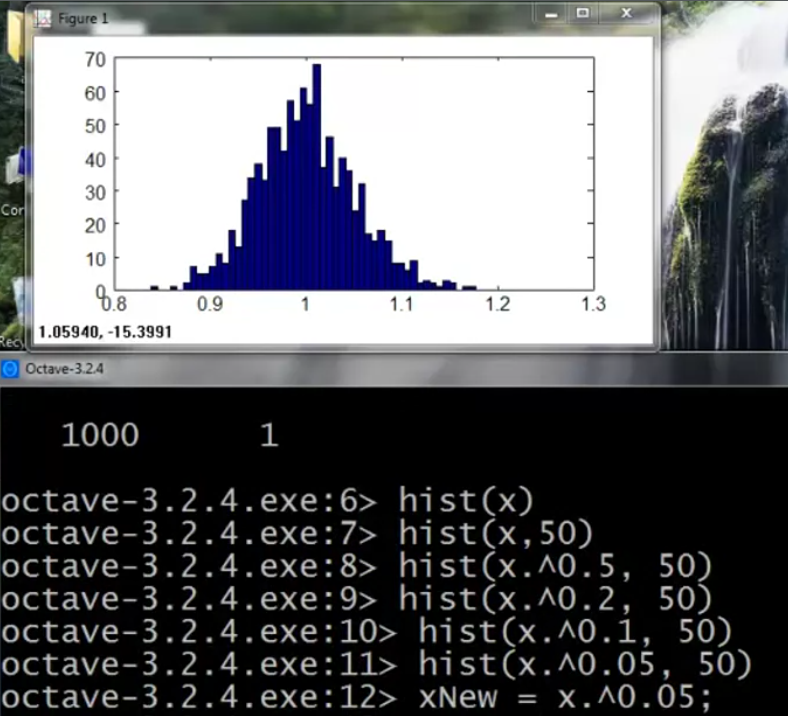 Figure 1
70
60
50
40
30
20
10
0
0.8 0.9 1 1.1 1.2 1.3
1.05940, -15.3991
Octave-3.2.4
1000 1
octave-3.2.4.exe:6> hist(x)
octave-3.2.4.exe:7> hist(x,50)
octave-3.2.4.exe:8> hist(x.^0.5, 50)
octave-3.2.4.exe:9> hist(x.^0.2, 50)
octave-3.2.4.exe:10> hist(x.^0.1, 50)
octave-3.2.4.exe:11> hist(x.^0.05, 50)
octave-3.2.4.exe:12> xNew = x.^0.05;